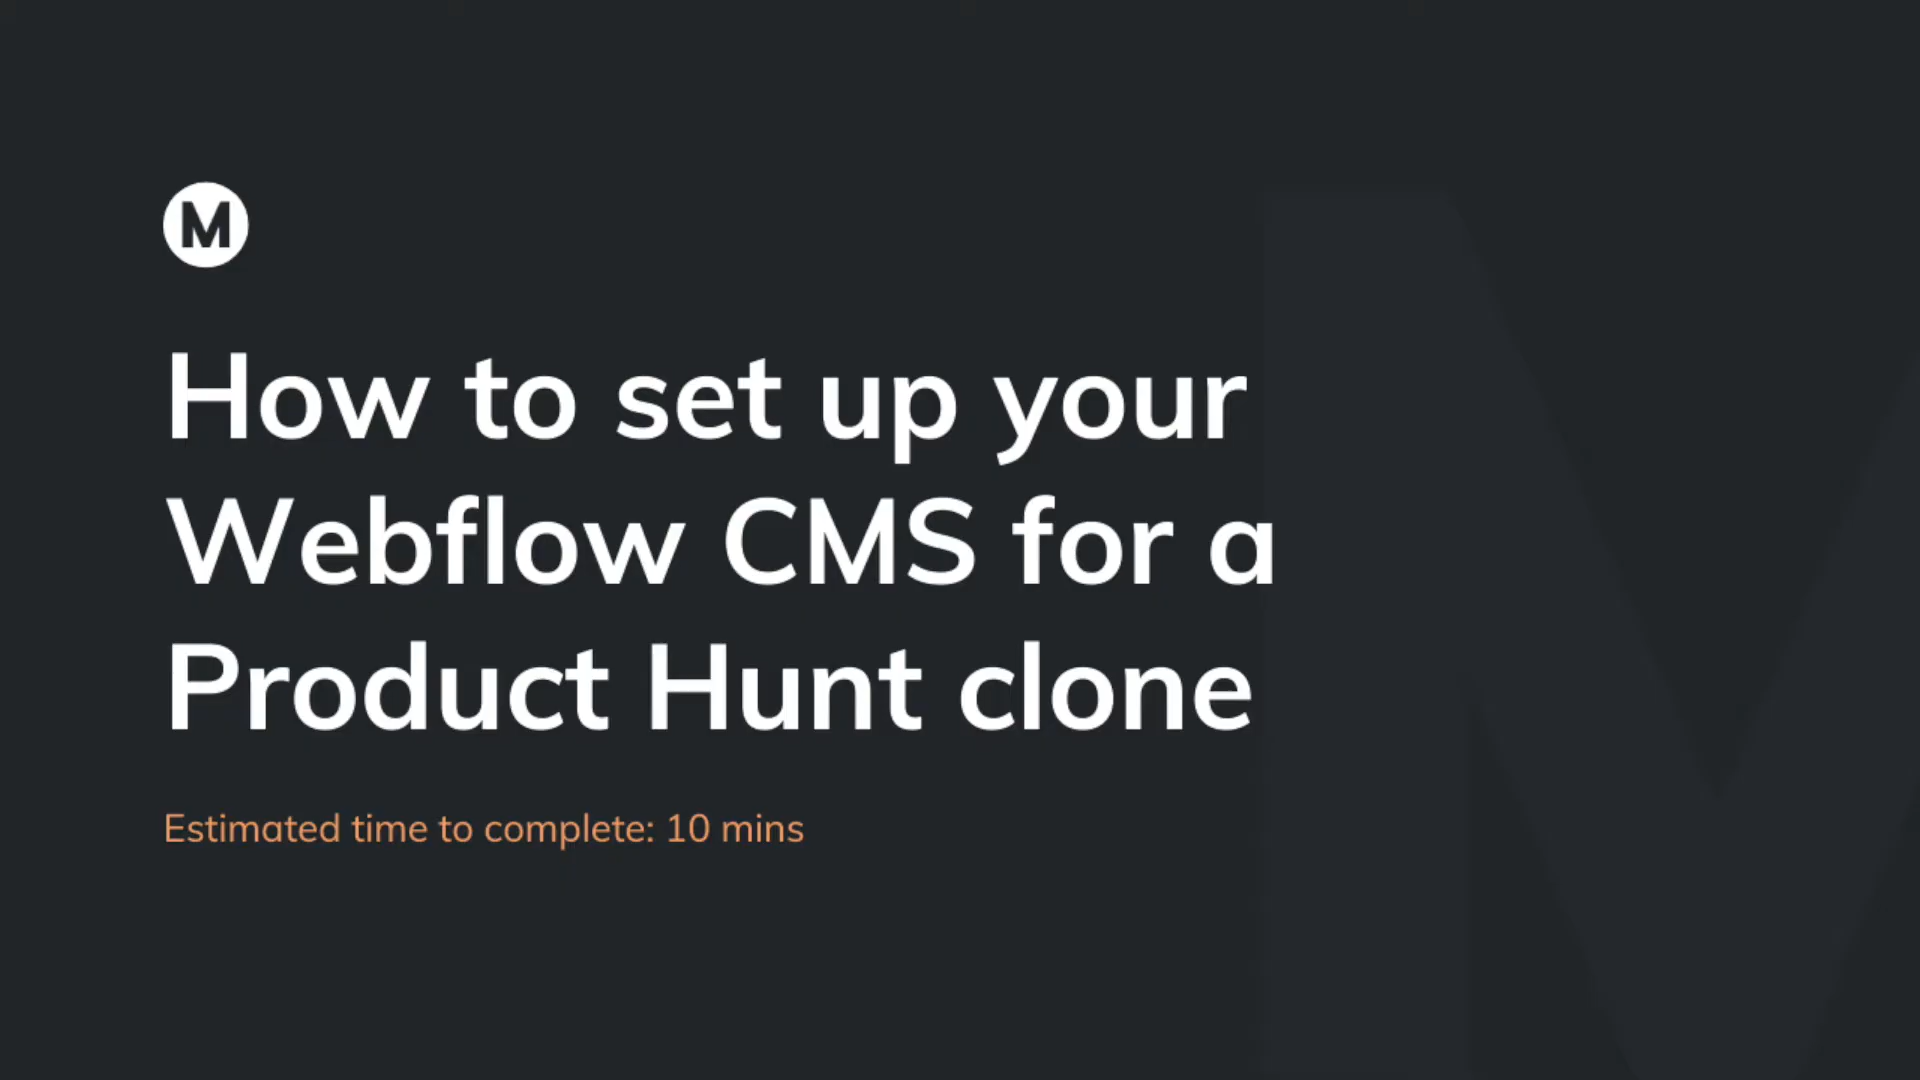 M
How to set up your
Webflow CMS for a
Product Hunt clone
Estimated time to complete: 10 mins